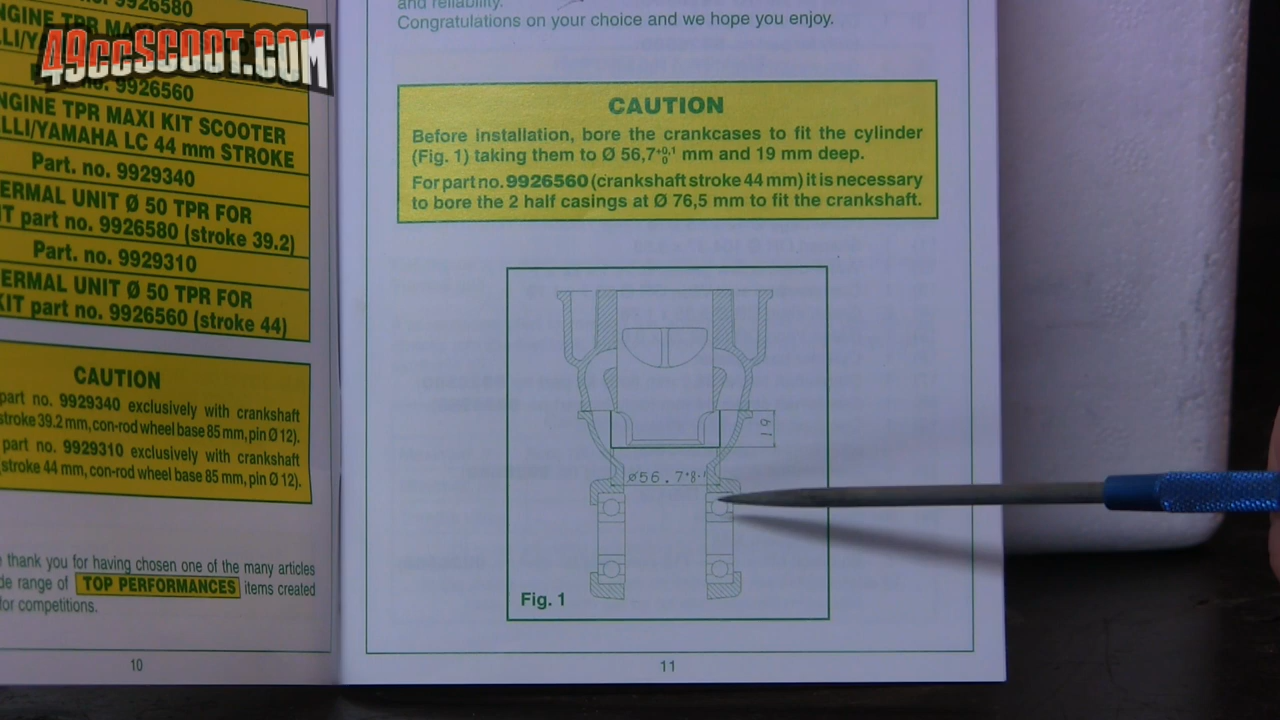 49ccSCOOT.COM
9926580
NGINE TPR MA
9926560
NGINE TPR MAXI KIT SCOOTER
LLI/YAMAHA LC 44 mm STROKE
Part. no. 9929340
ERMAL UNIT Ø 50 TPR FOR
IT part no. 9926580 (stroke 39.2)
Part. no. 9929310
ERMAL UNIT Ø 50 TPR FOR
KIT part no. 9926560 (stroke 44)
CAUTION
part no. 9929340 exclusively with crankshaft
stroke 39.2 mm, con-rod wheel base 85 mm, pin Ø 12).
part no. 9929310 exclusively with crankshaft
stroke 44 mm, con-rod wheel base 85 mm, pin Ø 12).
thank you for having chosen one of the many articles
de range of TOP PERFORMANCES items created
for competitions.
10
and reliability.
Congratulations on your choice and we hope you enjoy.
CAUTION
Before installation, bore the crankcases to fit the cylinder
(Fig. 1) taking them to Ø 56,7 +0,1 0 mm and 19 mm deep.
For part no. 9926560 (crankshaft stroke 44 mm) it is necessary
to bore the 2 half casings at Ø 76,5 mm to fit the crankshaft.
19
Ø56.7
Fig. 1
11